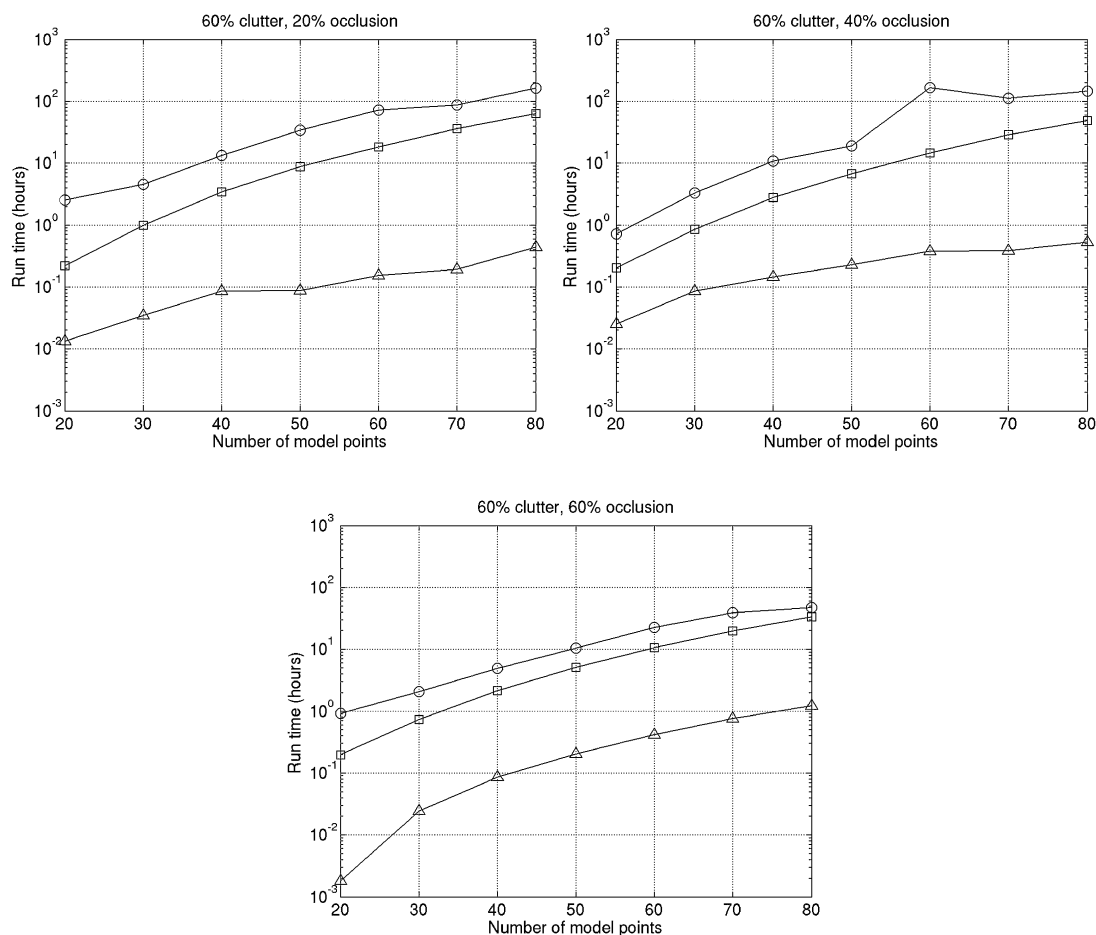 60% clutter, 20% occlusion
10^3
10^2
10^1
10^0
10^-1
10^-2
10^-3
Run time (hours)
20 30 40 50 60 70 80
Number of model points
60% clutter, 40% occlusion
10^3
10^2
10^1
10^0
10^-1
10^-2
10^-3
Run time (hours)
20 30 40 50 60 70 80
Number of model points
60% clutter, 60% occlusion
10^3
10^2
10^1
10^0
10^-1
10^-2
10^-3
Run time (hours)
20 30 40 50 60 70 80
Number of model points